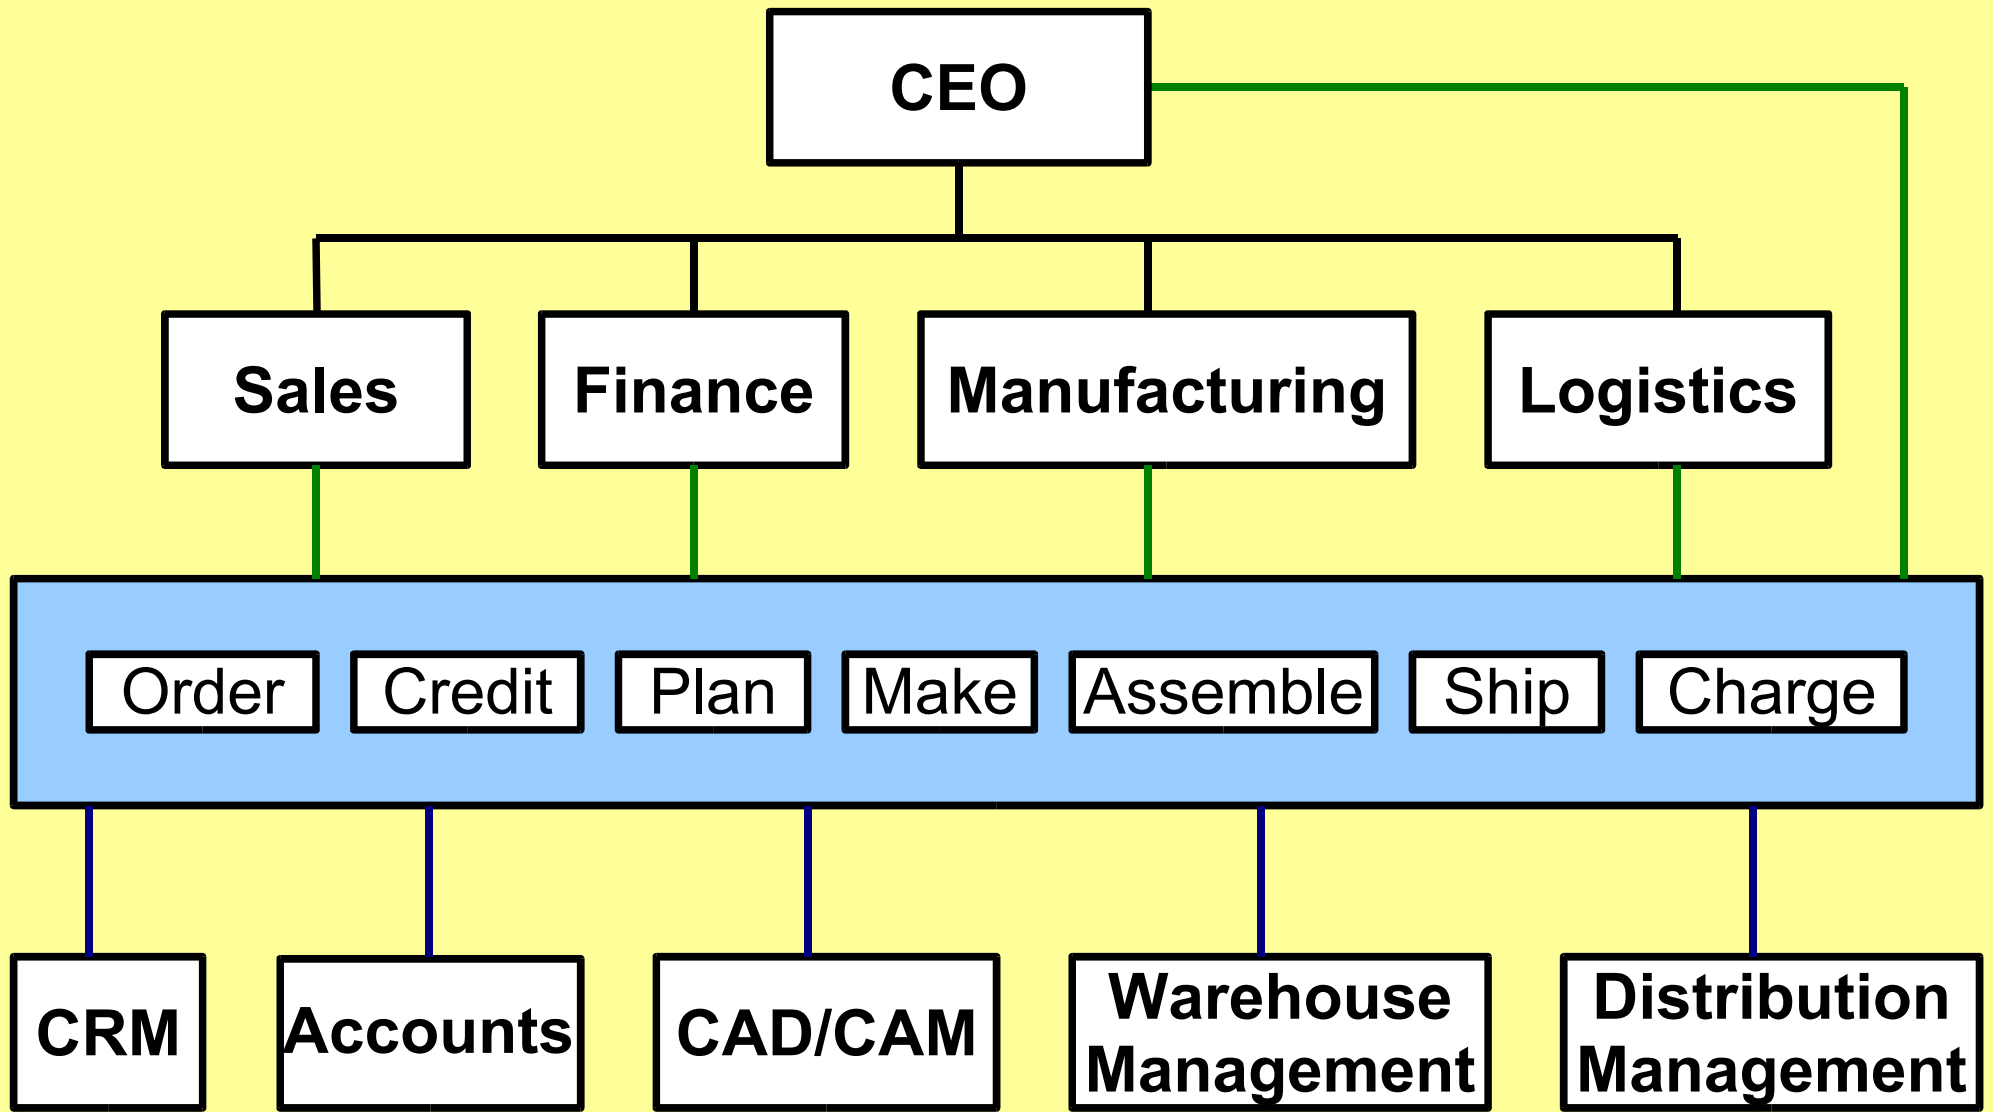 CEO
Sales
Finance
Manufacturing
Logistics
Order
Credit
Plan
Make
Assemble
Ship
Charge
CRM
Accounts
CAD/CAM
Warehouse
Management
Distribution
Management